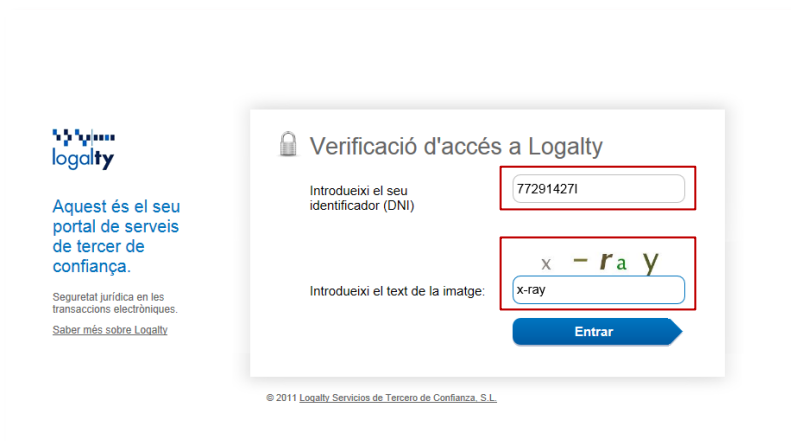 logalty
Aquest és el seu
portal de serveis
de tercer de
confiança.
Seguretat jurídica en les
transaccions electròniques.
Saber més sobre Logalty
Verificació d'accés a Logalty
Introdueixi el seu
identificador (DNI)
77291427I
x - r a y
Introdueixi el text de la imatge:
x-ray
Entrar
© 2011 Logalty Servicios de Tercero de Confianza, S.L.